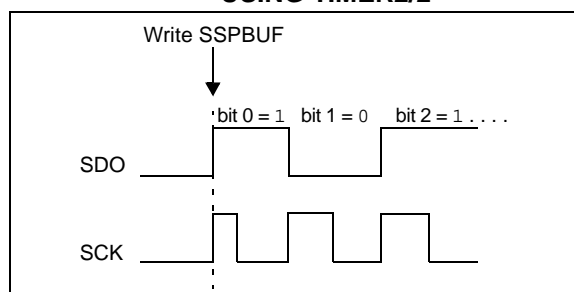 USING TIMER2/2
Write SSPBUF
bit 0 = 1 bit 1 = 0 bit 2 = 1 . . . .
SDO
SCK